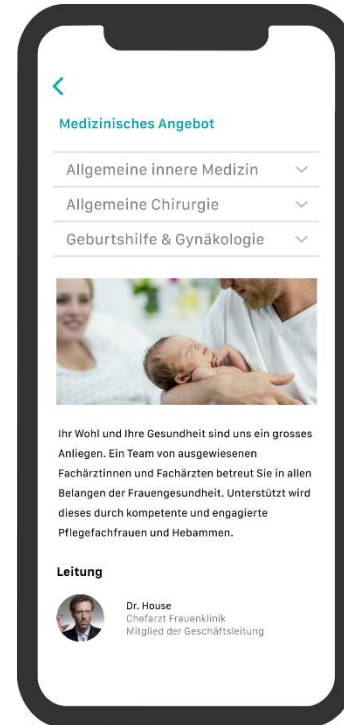 Medizinisches Angebot
Allgemeine innere Medizin
Allgemeine Chirurgie
Geburtshilfe & Gynäkologie
Ihr Wohl und Ihre Gesundheit sind uns ein grosses
Anliegen. Ein Team von ausgewiesenen
Fachärztinnen und Fachärzten betreut Sie in allen
Belangen der Frauengesundheit. Unterstützt wird
dieses durch kompetente und engagierte
Pflegefachfrauen und Hebammen.
Leitung
Dr. House
Chefarzt Frauenklinik
Mitglied der Geschäftsleitung